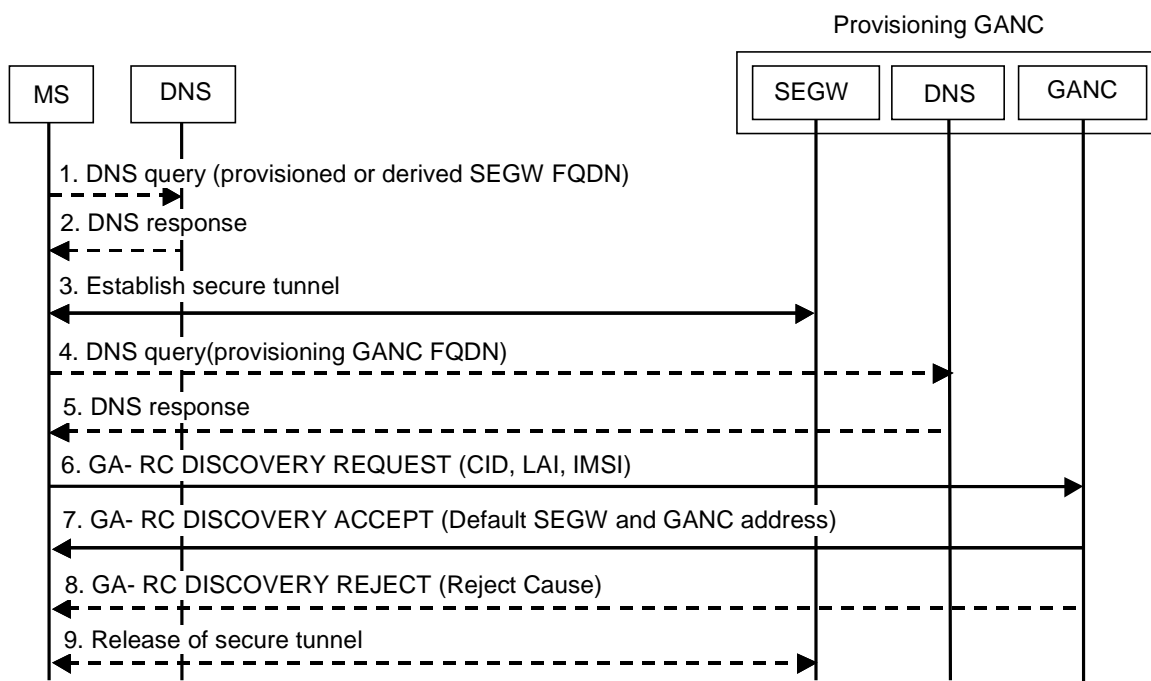 Provisioning GANC
MS
DNS
SEGW
DNS
GANC
1. DNS query (provisioned or derived SEGW FQDN)
2. DNS response
3. Establish secure tunnel
4. DNS query(provisioning GANC FQDN)
5. DNS response
6. GA- RC DISCOVERY REQUEST (CID, LAI, IMSI)
7. GA- RC DISCOVERY ACCEPT (Default SEGW and GANC address)
8. GA- RC DISCOVERY REJECT (Reject Cause)
9. Release of secure tunnel